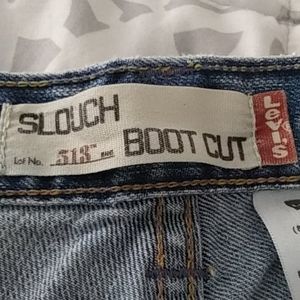 SLOUCH
Lot No. 518
BOOT CUT
Levi's